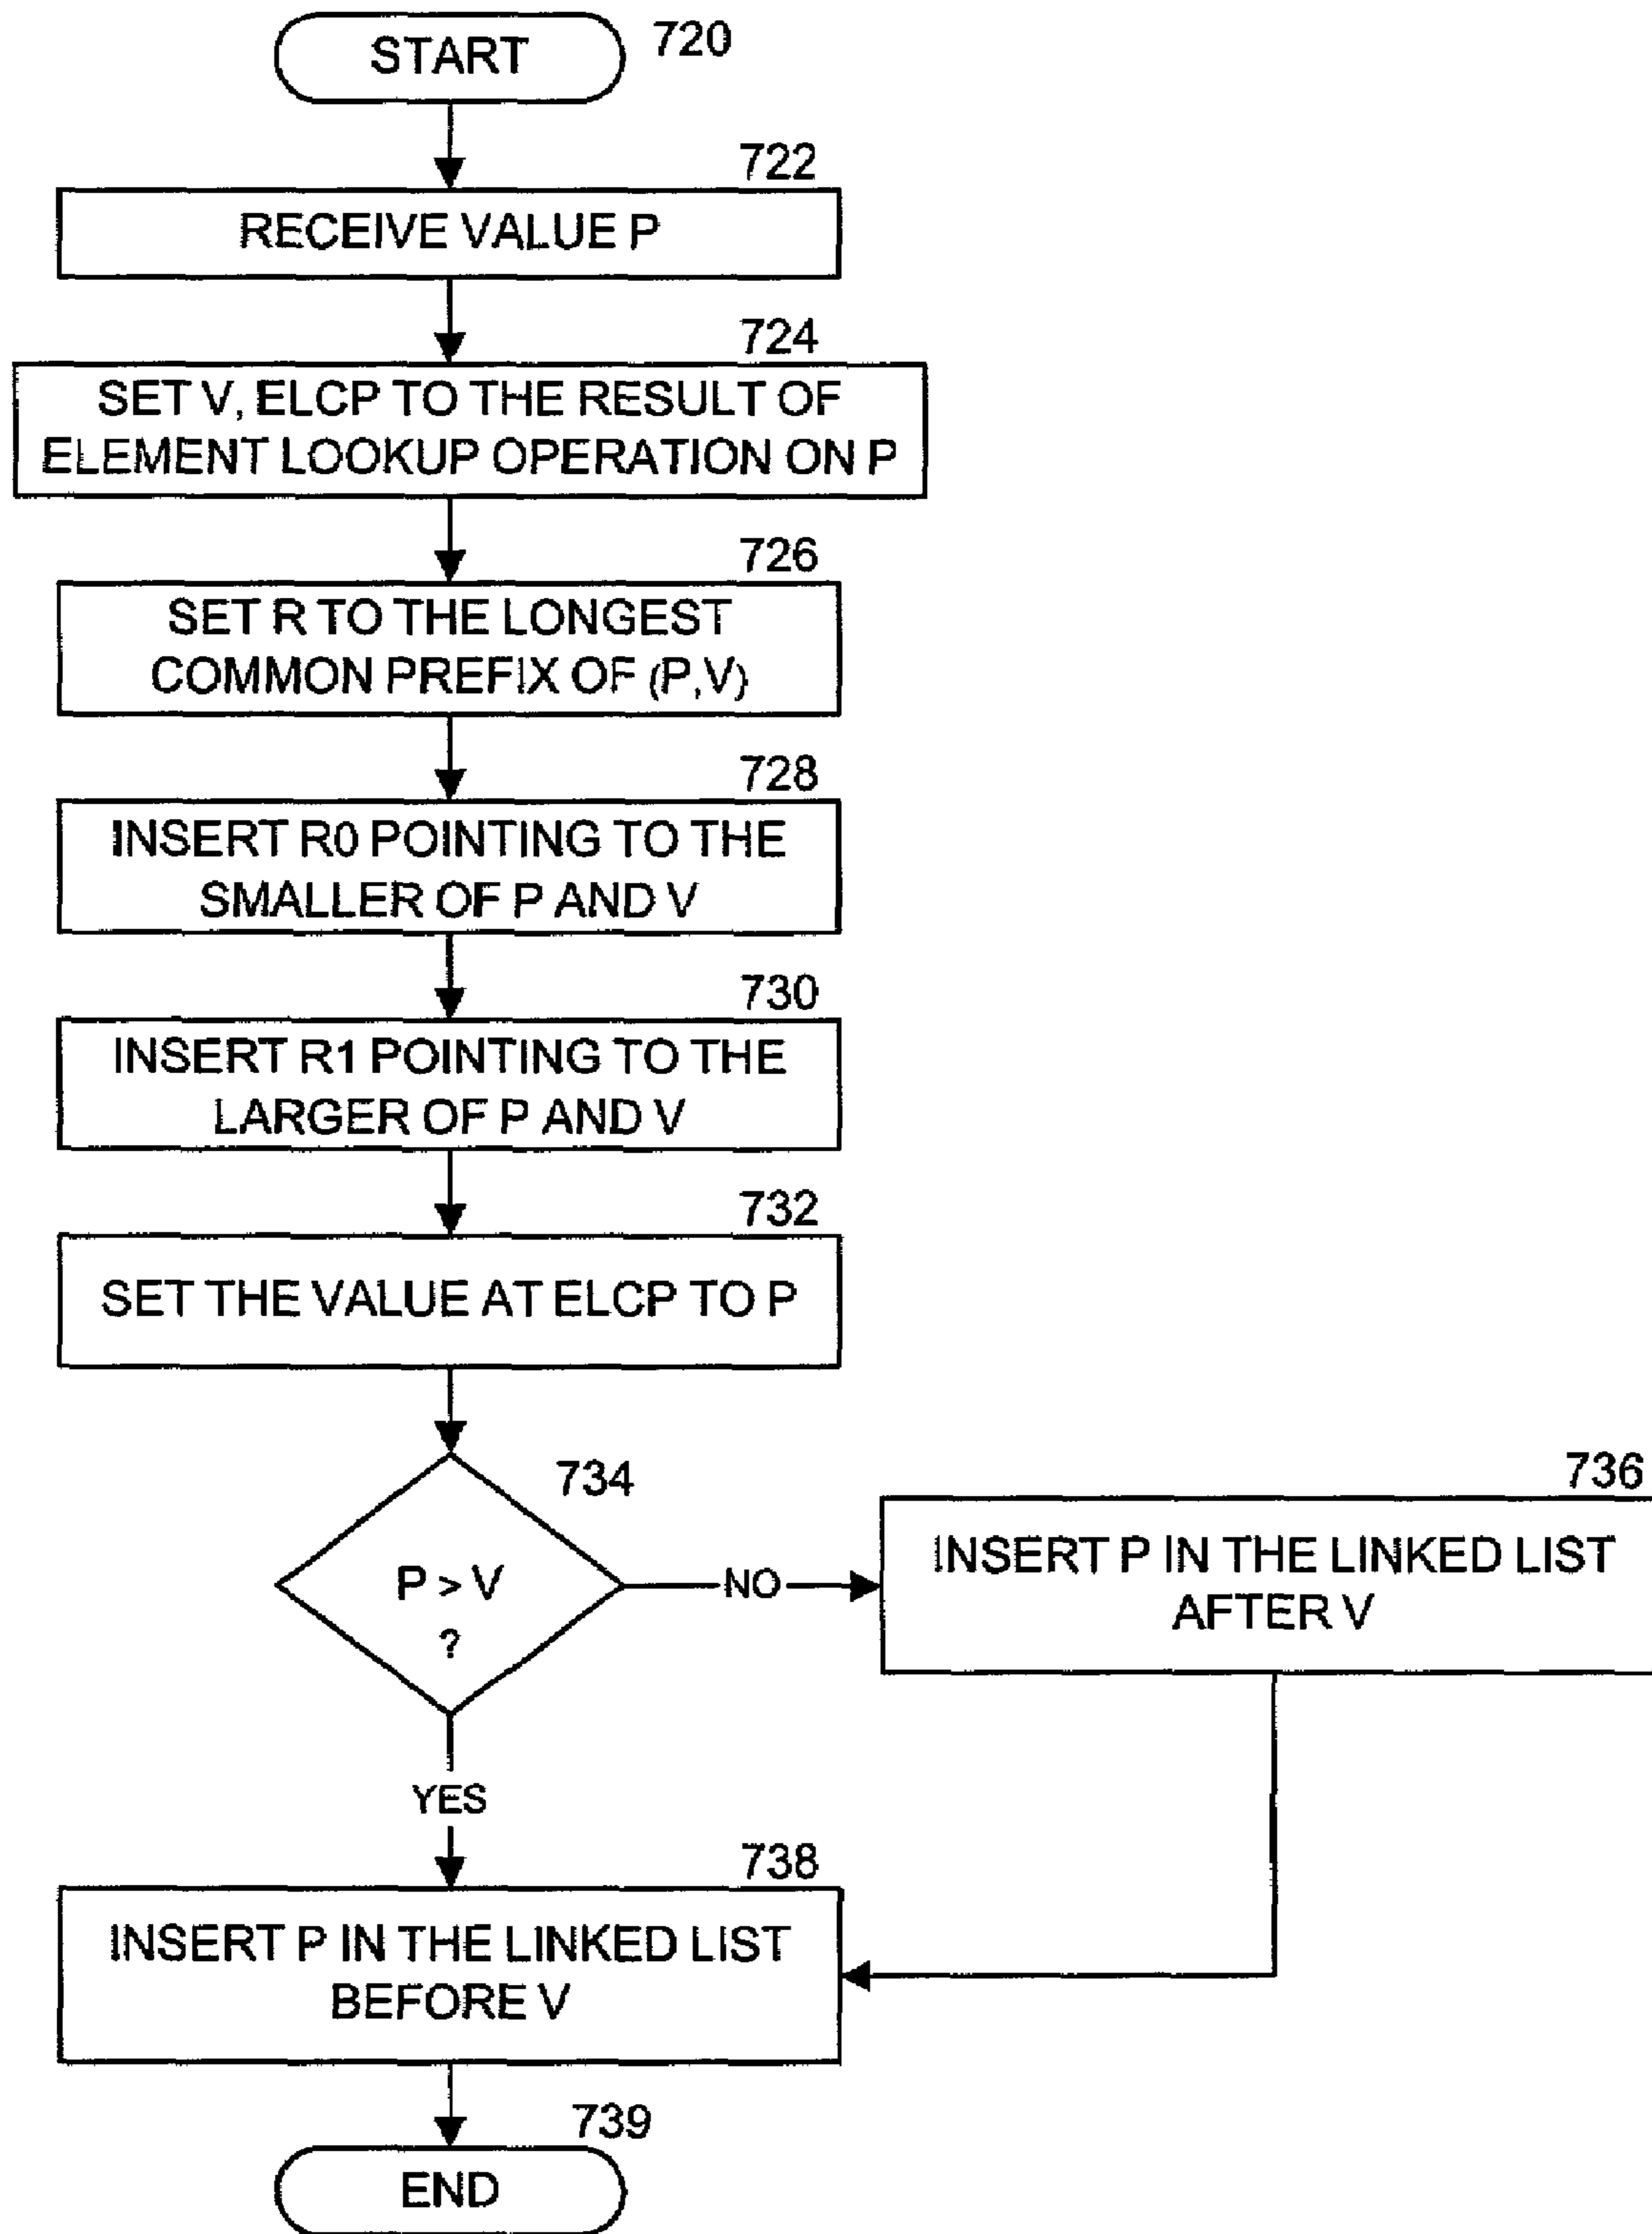 START
720
722
RECEIVE VALUE P
724
SET V, ELCP TO THE RESULT OF
ELEMENT LOOKUP OPERATION ON P
726
SET R TO THE LONGEST
COMMON PREFIX OF (P,V)
728
INSERT R0 POINTING TO THE
SMALLER OF P AND V
730
INSERT R1 POINTING TO THE
LARGER OF P AND V
732
SET THE VALUE AT ELCP TO P
734
P > V
?
NO
736
INSERT P IN THE LINKED LIST
AFTER V
YES
738
INSERT P IN THE LINKED LIST
BEFORE V
739
END